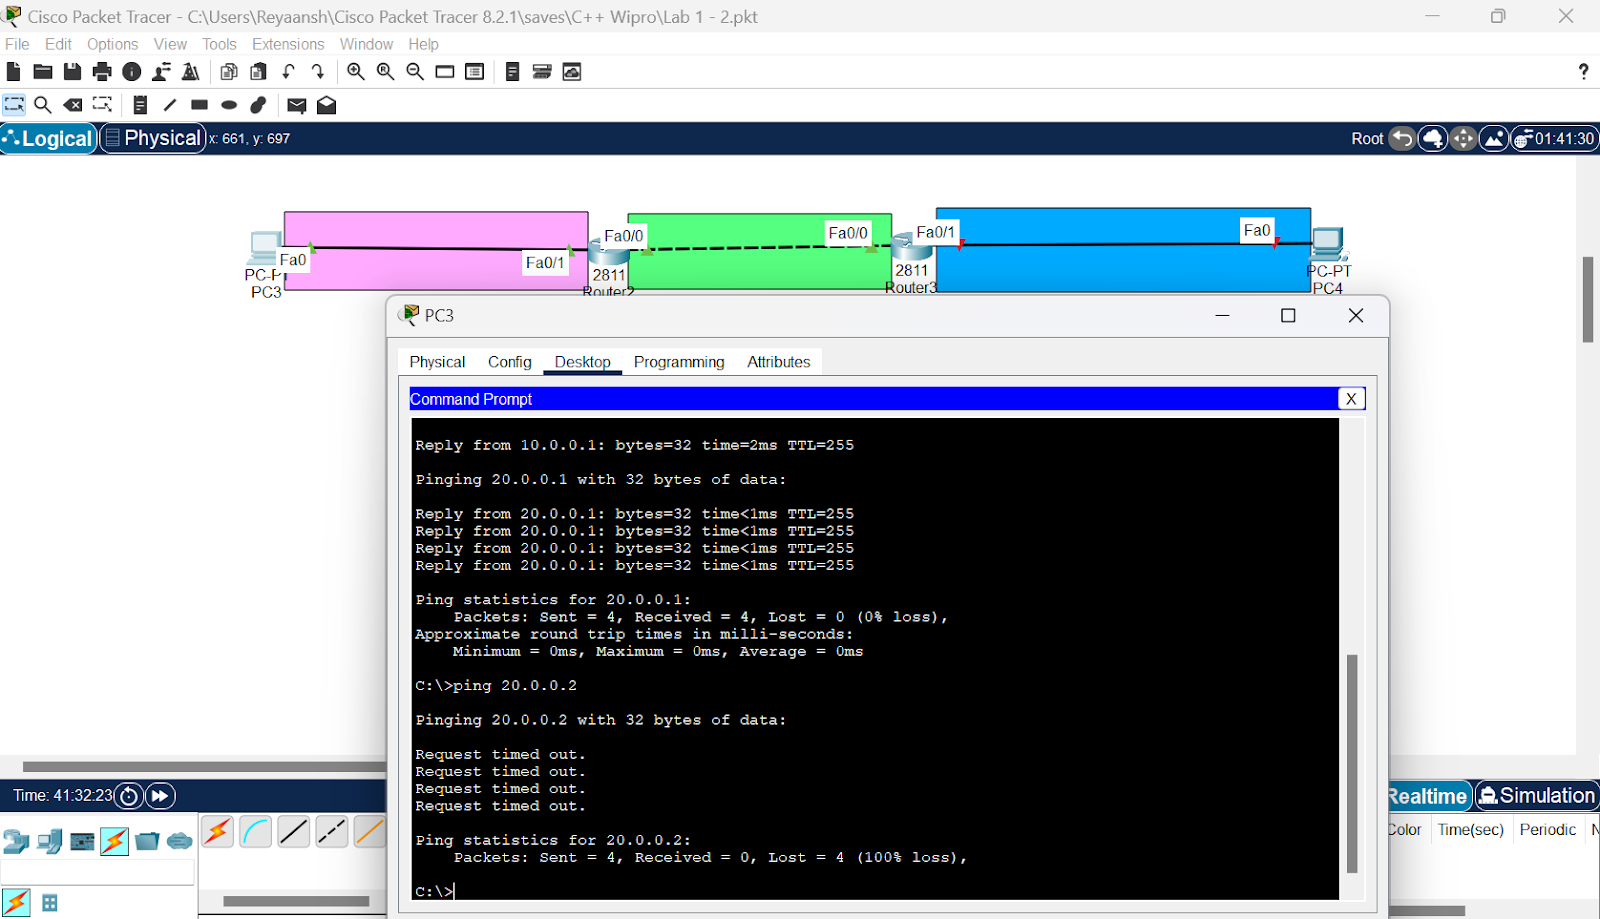 Cisco Packet Tracer - C:\Users\Reyaansh\Cisco Packet Tracer 8.2.1\saves\C++ Wipro\Lab 1 - 2.pkt
File Edit Options View Tools Extensions Window Help
?
Logical Physical x: 661, y: 697 Root 01:41:30
Fa0/0 Fa0/0 Fa0/1 Fa0
Fa0 Fa0/1
PC-P 2811 2811 PC-PT
PC3 Router2 Router3 PC4
PC3
Physical Config Desktop Programming Attributes
Command Prompt X
Reply from 10.0.0.1: bytes=32 time=2ms TTL=255
Pinging 20.0.0.1 with 32 bytes of data:
Reply from 20.0.0.1: bytes=32 time<1ms TTL=255
Reply from 20.0.0.1: bytes=32 time<1ms TTL=255
Reply from 20.0.0.1: bytes=32 time<1ms TTL=255
Reply from 20.0.0.1: bytes=32 time<1ms TTL=255
Ping statistics for 20.0.0.1:
Packets: Sent = 4, Received = 4, Lost = 0 (0% loss),
Approximate round trip times in milli-seconds:
Minimum = 0ms, Maximum = 0ms, Average = 0ms
C:\>ping 20.0.0.2
Pinging 20.0.0.2 with 32 bytes of data:
Request timed out.
Request timed out.
Request timed out.
Request timed out.
Ping statistics for 20.0.0.2:
Packets: Sent = 4, Received = 0, Lost = 4 (100% loss),
C:\>
Time: 41:32:23
Realtime Simulation
Color Time(sec) Periodic N